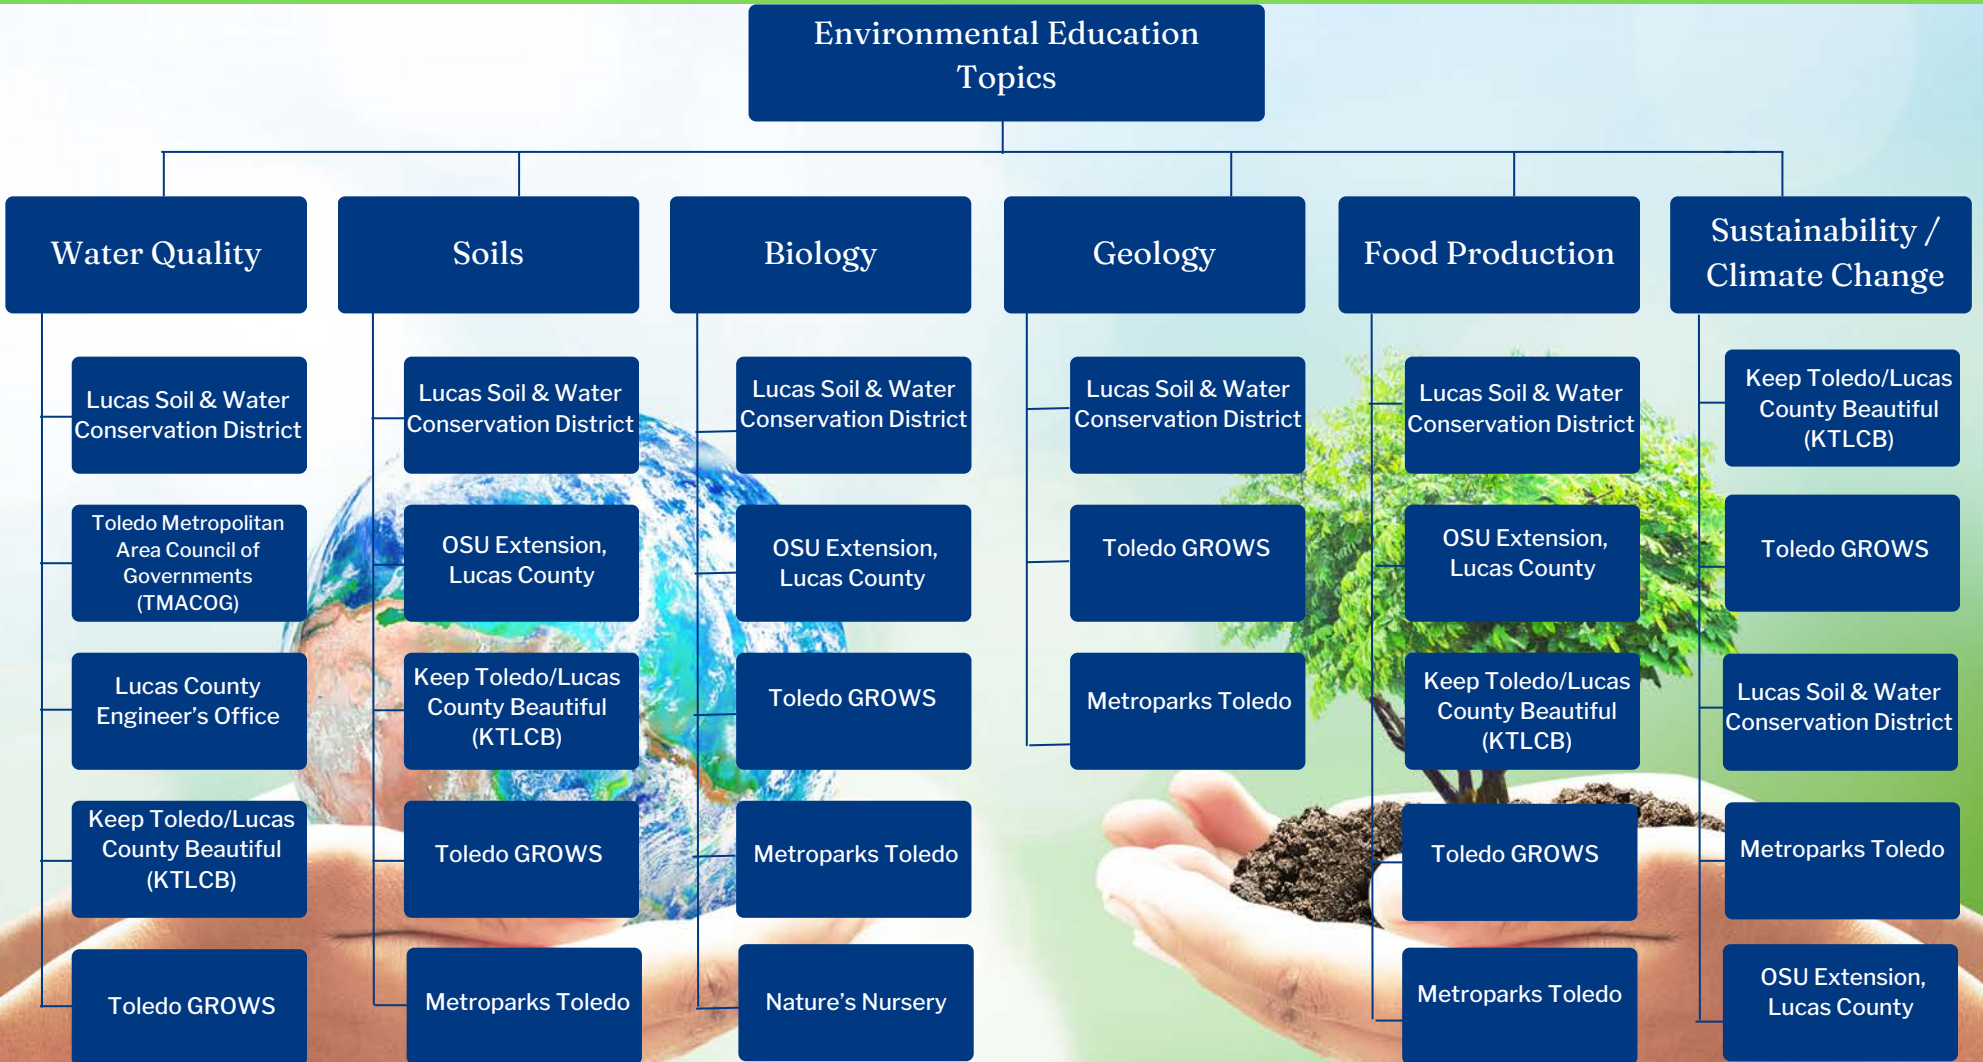 Environmental Education
Topics
Water Quality
Lucas Soil & Water
Conservation District
Toledo Metropolitan
Area Council of
Governments
(TMACOG)
Lucas County
Engineer’s Office
Keep Toledo/Lucas
County Beautiful
(KTLCB)
Toledo GROWS
Soils
Lucas Soil & Water
Conservation District
OSU Extension,
Lucas County
Keep Toledo/Lucas
County Beautiful
(KTLCB)
Toledo GROWS
Metroparks Toledo
Biology
Lucas Soil & Water
Conservation District
OSU Extension,
Lucas County
Toledo GROWS
Metroparks Toledo
Nature’s Nursery
Geology
Lucas Soil & Water
Conservation District
Toledo GROWS
Metroparks Toledo
Food Production
Lucas Soil & Water
Conservation District
OSU Extension,
Lucas County
Keep Toledo/Lucas
County Beautiful
(KTLCB)
Toledo GROWS
Metroparks Toledo
Sustainability /
Climate Change
Keep Toledo/Lucas
County Beautiful
(KTLCB)
Toledo GROWS
Lucas Soil & Water
Conservation District
Metroparks Toledo
OSU Extension,
Lucas County